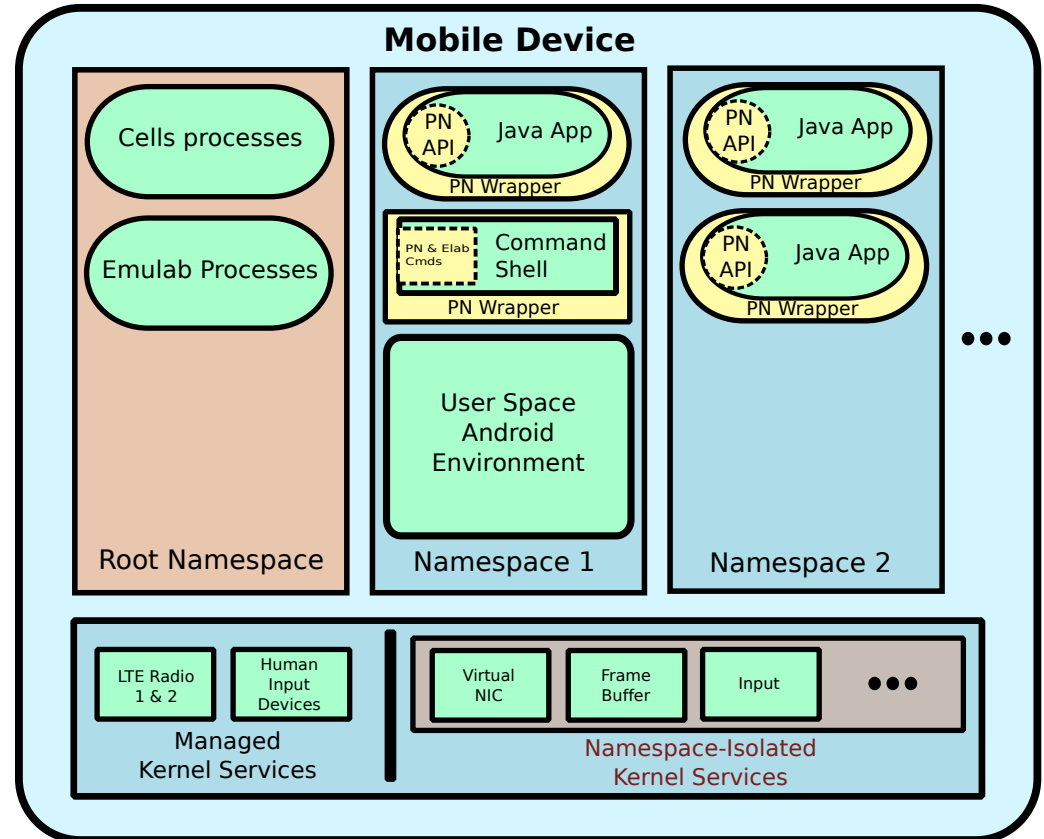 Mobile Device
Cells processes
Emulab Processes
Root Namespace
PN
API
Java App
PN Wrapper
PN & Elab
Cmds
Command
Shell
PN Wrapper
User Space
Android
Environment
Namespace 1
PN
API
Java App
PN Wrapper
PN
API
Java App
PN Wrapper
Namespace 2
LTE Radio
1 & 2
Human
Input
Devices
Managed
Kernel Services
Virtual
NIC
Frame
Buffer
Input
Namespace-Isolated
Kernel Services